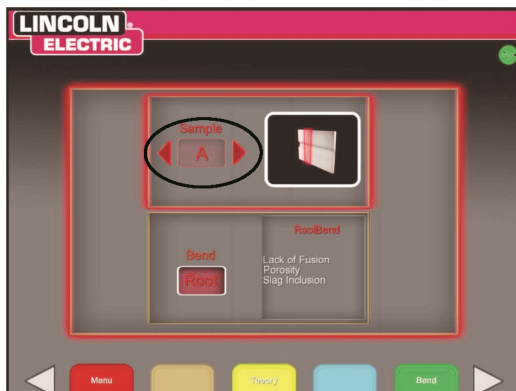 LINCOLN
ELECTRIC
Sample
A
RootBend
Bend
Root
Lack of Fusion
Porosity
Slag Inclusion
Menu
Theory
Bend